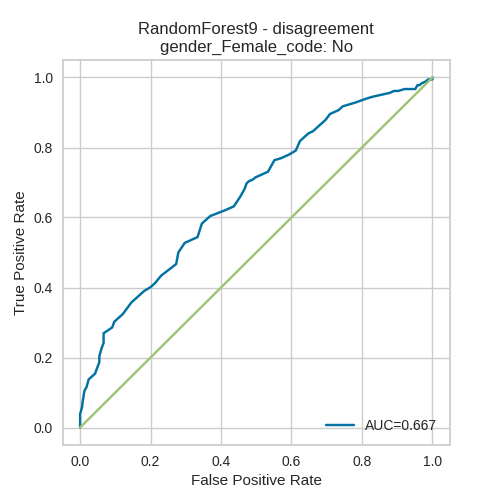 RandomForest9 - disagreement
gender_Female_code: No
True Positive Rate
1.0
0.8
0.6
0.4
0.2
0.0
AUC=0.667
0.0 0.2 0.4 0.6 0.8 1.0
False Positive Rate